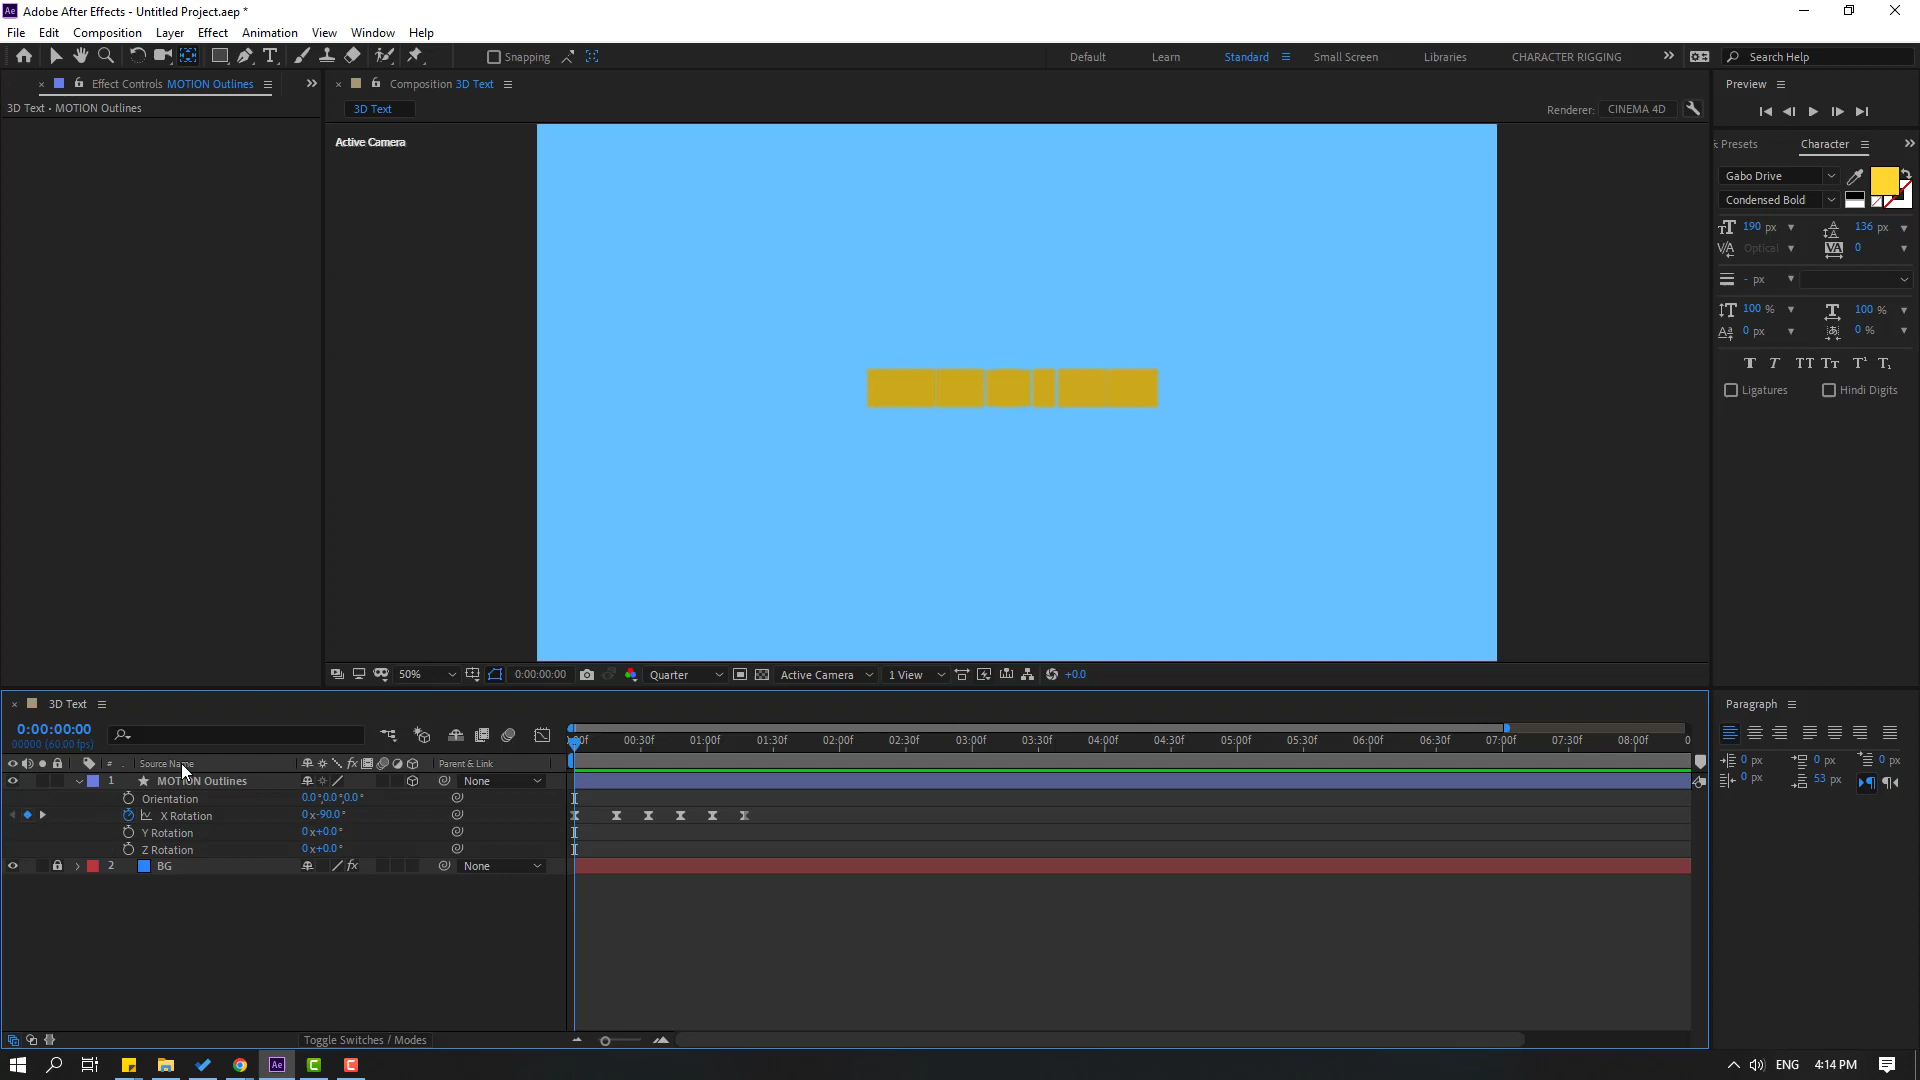 Adobe After Effects - Untitled Project.aep *
File Edit Composition Layer Effect Animation View Window Help
Snapping Default Learn Standard Small Screen Libraries CHARACTER RIGGING Search Help
Effect Controls MOTION Outlines
3D Text • MOTION Outlines
Composition 3D Text
3D Text
Renderer: CINEMA 4D
Active Camera
Preview
Presets Character
Gabo Drive
Condensed Bold
190 px 136 px
Optical 0
- px
100 % 100 %
0 px 0 %
Ligatures Hindi Digits
50% 0:00:00:00 Quarter Active Camera 1 View +0.0
3D Text
0:00:00:00
00000 (60.00 fps)
00f 00:30f 01:00f 01:30f 02:00f 02:30f 03:00f 03:30f 04:00f 04:30f 05:00f 05:30f 06:00f 06:30f 07:00f 07:30f 08:00f 0
# Source Name Parent & Link
1 MOTION Outlines None
Orientation 0.0°,0.0°,0.0°
X Rotation 0x-90.0°
Y Rotation 0x+0.0°
Z Rotation 0x+0.0°
2 BG None
Toggle Switches / Modes
Paragraph
0 px 0 px 0 px
0 px 53 px
ENG 4:14 PM